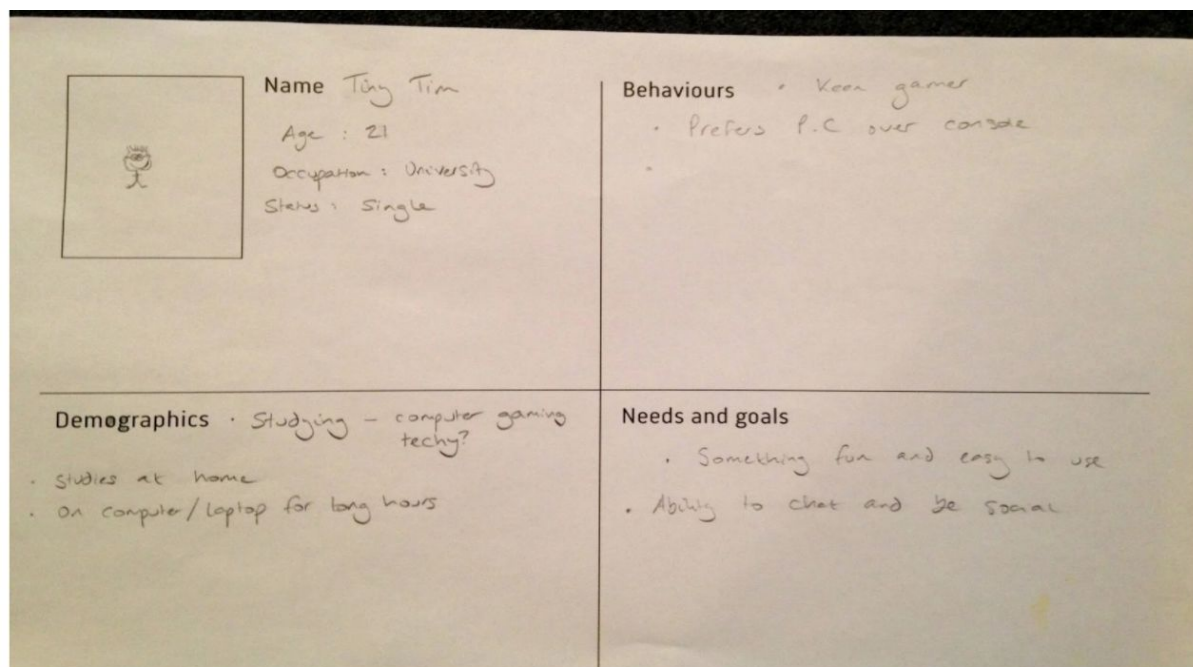 Name Tiny Tim
Age : 21
Occupation : University
Status : Single
Behaviours · Keen gamer
· Prefers P.C over console
·
Demographics · Studying – computer gaming
techy?
· studies at home
· on computer/laptop for long hours
Needs and goals
· Something fun and easy to use
· Ability to chat and be social